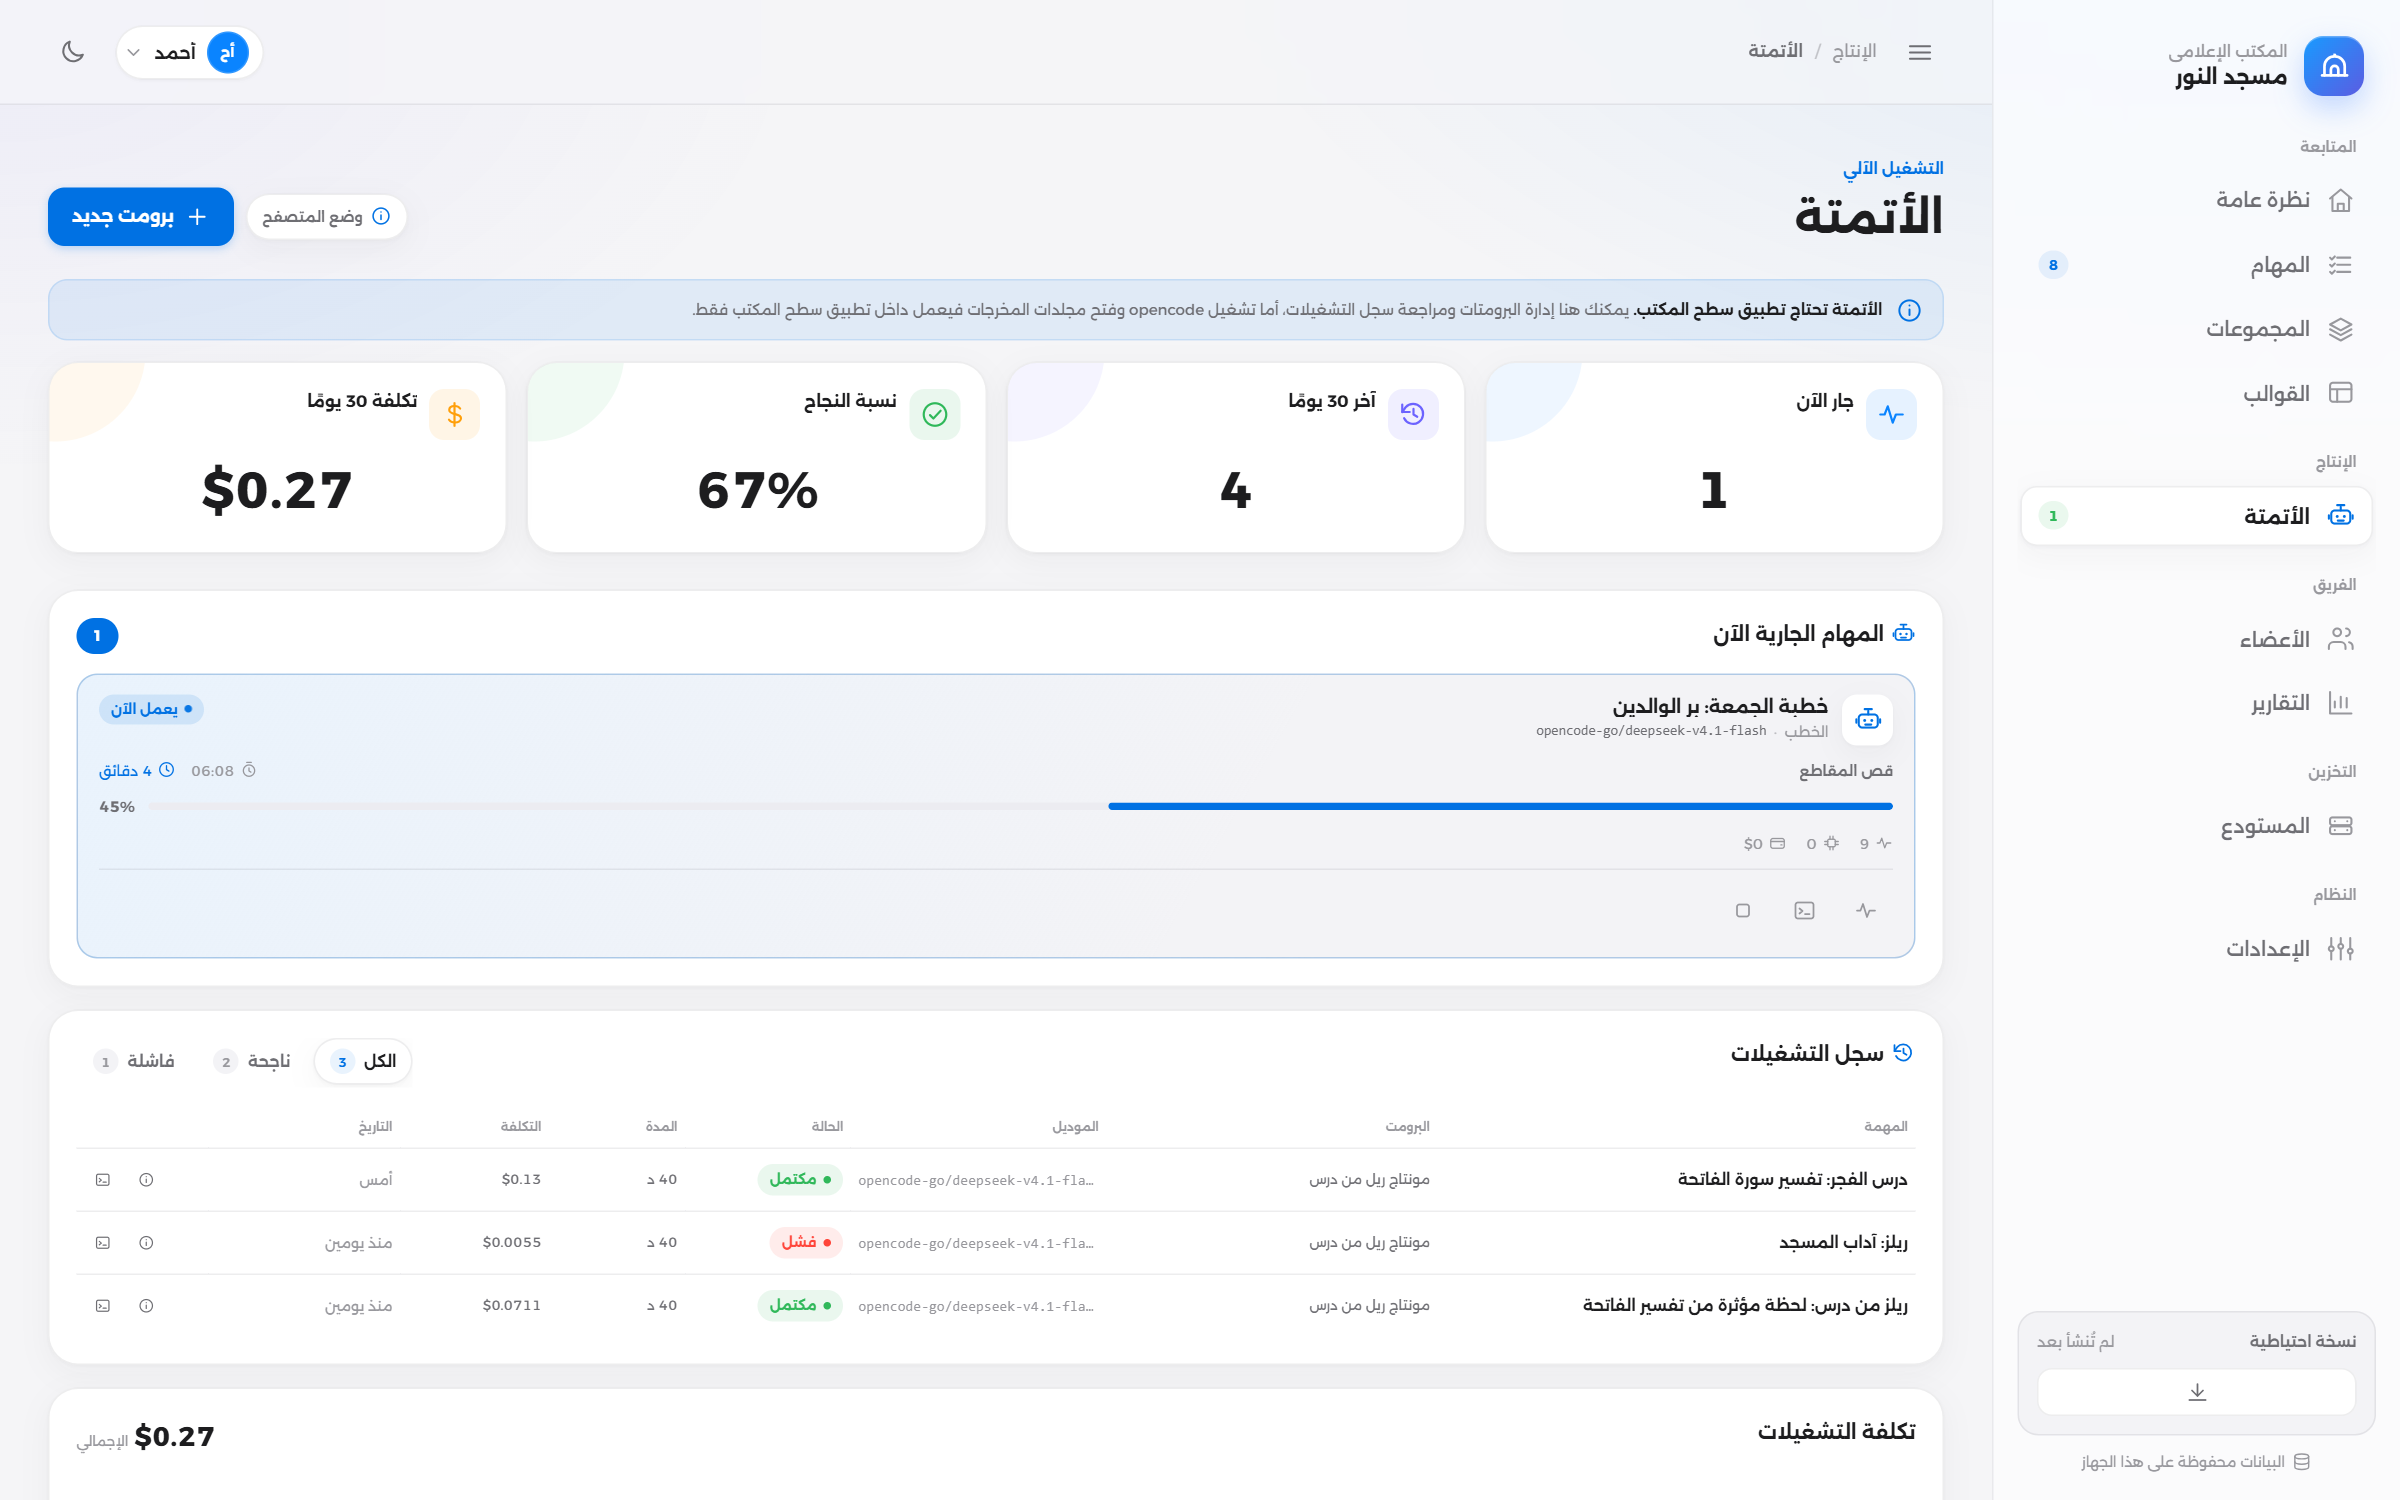 المكتب الإعلامي
مسجد النور
المتابعة
نظرة عامة
المهام 8
المجموعات
القوالب
الإنتاج
الأتمتة 1
الفريق
الأعضاء
التقارير
التخزين
المستودع
النظام
الإعدادات
نسخة احتياطية لم تُنشأ بعد
البيانات محفوظة على هذا الجهاز
الإنتاج / الأتمتة
أحمد أح
التشغيل الآلي
الأتمتة
وضع المتصفح
برومت جديد
الأتمتة تحتاج تطبيق سطح المكتب. يمكنك هنا إدارة البرومتات ومراجعة سجل التشغيلات، أما تشغيل opencode وفتح مجلدات المخرجات فيعمل داخل تطبيق سطح المكتب فقط.
جار الآن
1
آخر 30 يومًا
4
نسبة النجاح
67%
تكلفة 30 يومًا
$0.27
المهام الجارية الآن 1
خطبة الجمعة: بر الوالدين
يعمل الآن
الخطب · opencode-go/deepseek-v4.1-flash
قص المقاطع 06:08 4 دقائق
45%
9 0 $0
سجل التشغيلات الكل 3 ناجحة 2 فاشلة 1
المهمة البرومت الموديل الحالة المدة التكلفة التاريخ
درس الفجر: تفسير سورة الفاتحة مونتاج ريل من درس opencode-go/deepseek-v4.1-fla… مكتمل 40 د $0.13 أمس
ريلز: آداب المسجد مونتاج ريل من درس opencode-go/deepseek-v4.1-fla… فشل 40 د $0.0055 منذ يومين
ريلز من درس: لحظة مؤثرة من تفسير الفاتحة مونتاج ريل من درس opencode-go/deepseek-v4.1-fla… مكتمل 40 د $0.0711 منذ يومين
تكلفة التشغيلات $0.27 الإجمالي